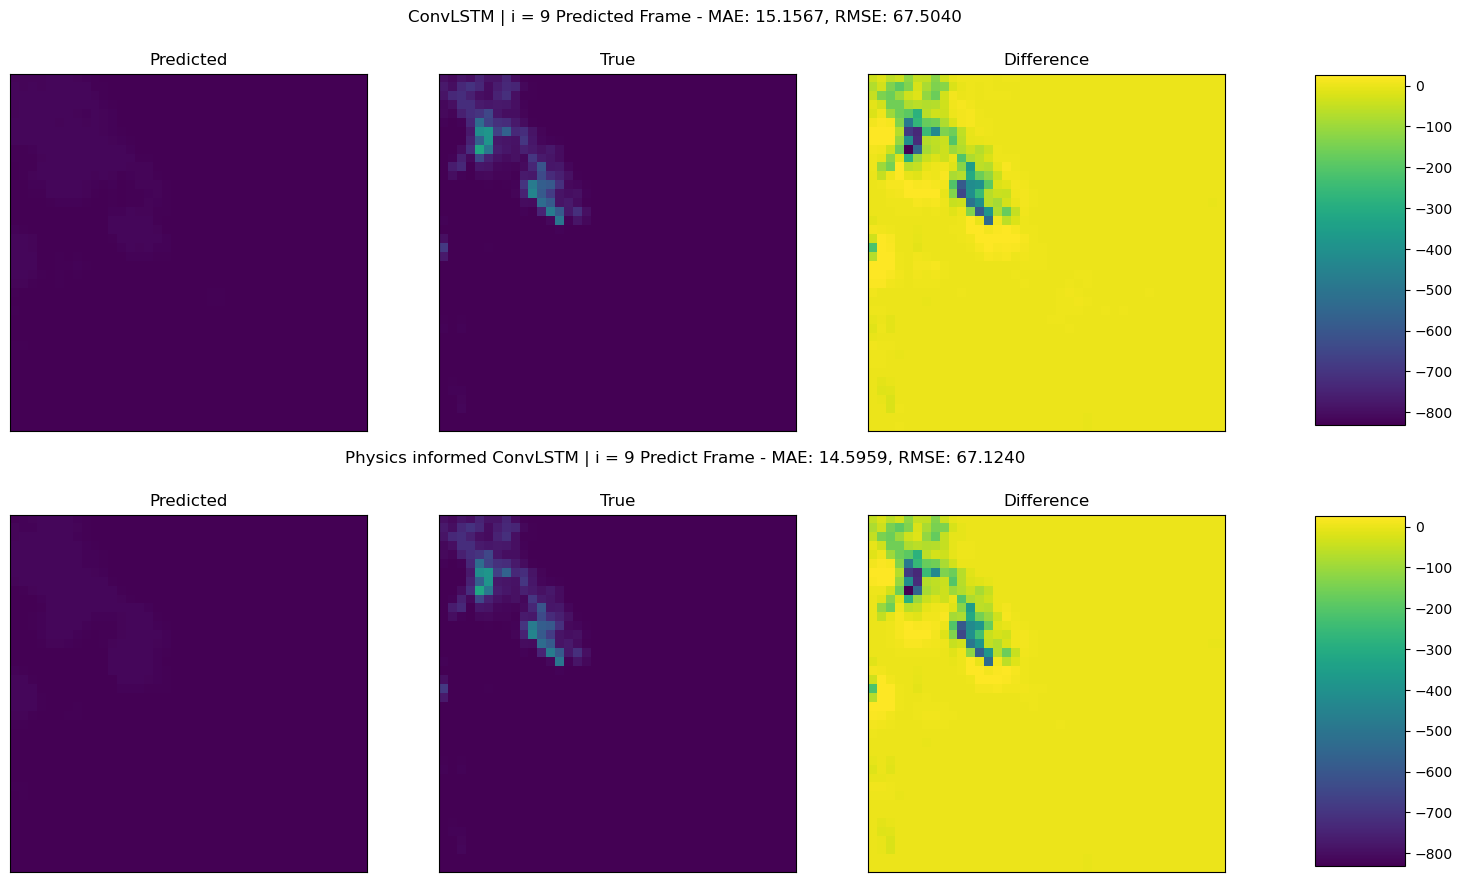 ConvLSTM | i = 9 Predicted Frame - MAE: 15.1567, RMSE: 67.5040
Predicted
True
Difference
0
−100
−200
−300
−400
−500
−600
−700
−800
Physics informed ConvLSTM | i = 9 Predict Frame - MAE: 14.5959, RMSE: 67.1240
Predicted
True
Difference
0
−100
−200
−300
−400
−500
−600
−700
−800